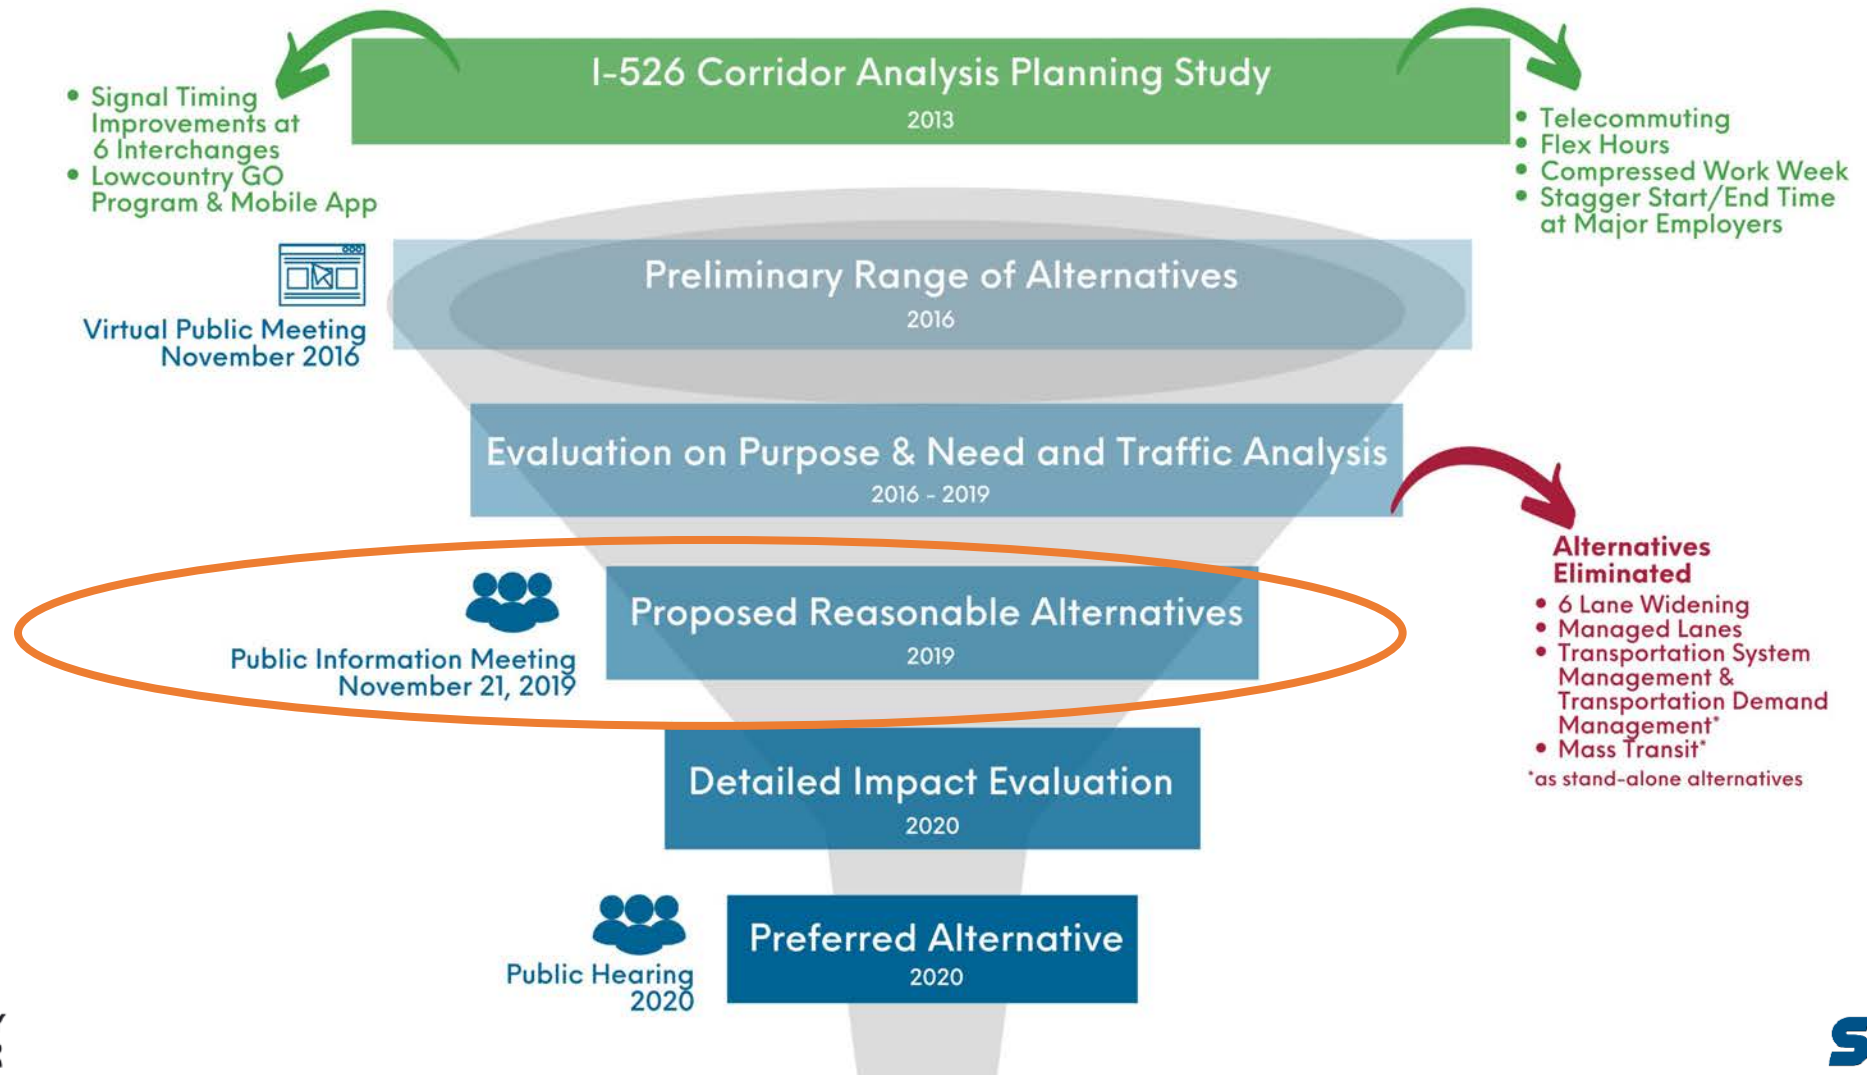 I-526 Corridor Analysis Planning Study
2013
• Signal Timing
Improvements at
6 Interchanges
• Lowcountry GO
Program & Mobile App
• Telecommuting
• Flex Hours
• Compressed Work Week
• Stagger Start/End Time
at Major Employers
Preliminary Range of Alternatives
2016
Virtual Public Meeting
November 2016
Evaluation on Purpose & Need and Traffic Analysis
2016 - 2019
Alternatives
Eliminated
• 6 Lane Widening
• Managed Lanes
• Transportation System
Management &
Transportation Demand
Management*
• Mass Transit*
*as stand-alone alternatives
Proposed Reasonable Alternatives
2019
Public Information Meeting
November 21, 2019
Detailed Impact Evaluation
2020
Preferred Alternative
2020
Public Hearing
2020
S